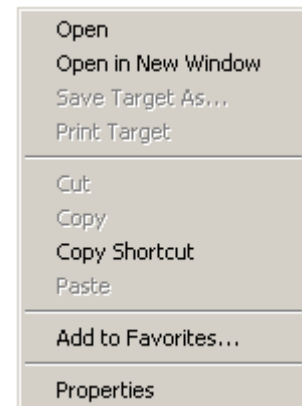 Open
Open in New Window
Save Target As...
Print Target
Cut
Copy
Copy Shortcut
Paste
Add to Favorites...
Properties